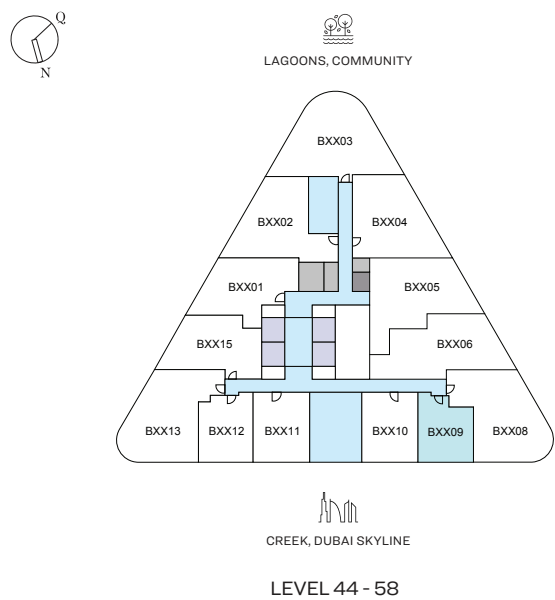 Q
N
LAGOONS, COMMUNITY
BXX03
BXX02
BXX04
BXX01
BXX05
BXX15
BXX06
BXX13
BXX12
BXX11
BXX10
BXX09
BXX08
CREEK, DUBAI SKYLINE
LEVEL 44 - 58